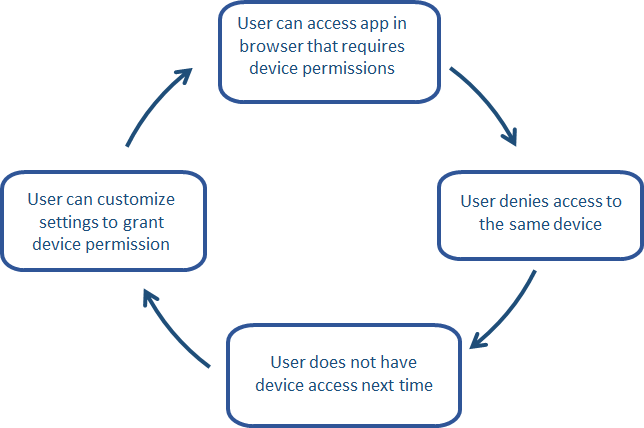 User can access app in
browser that requires
device permissions
User denies access to
the same device
User does not have
device access next time
User can customize
settings to grant
device permission